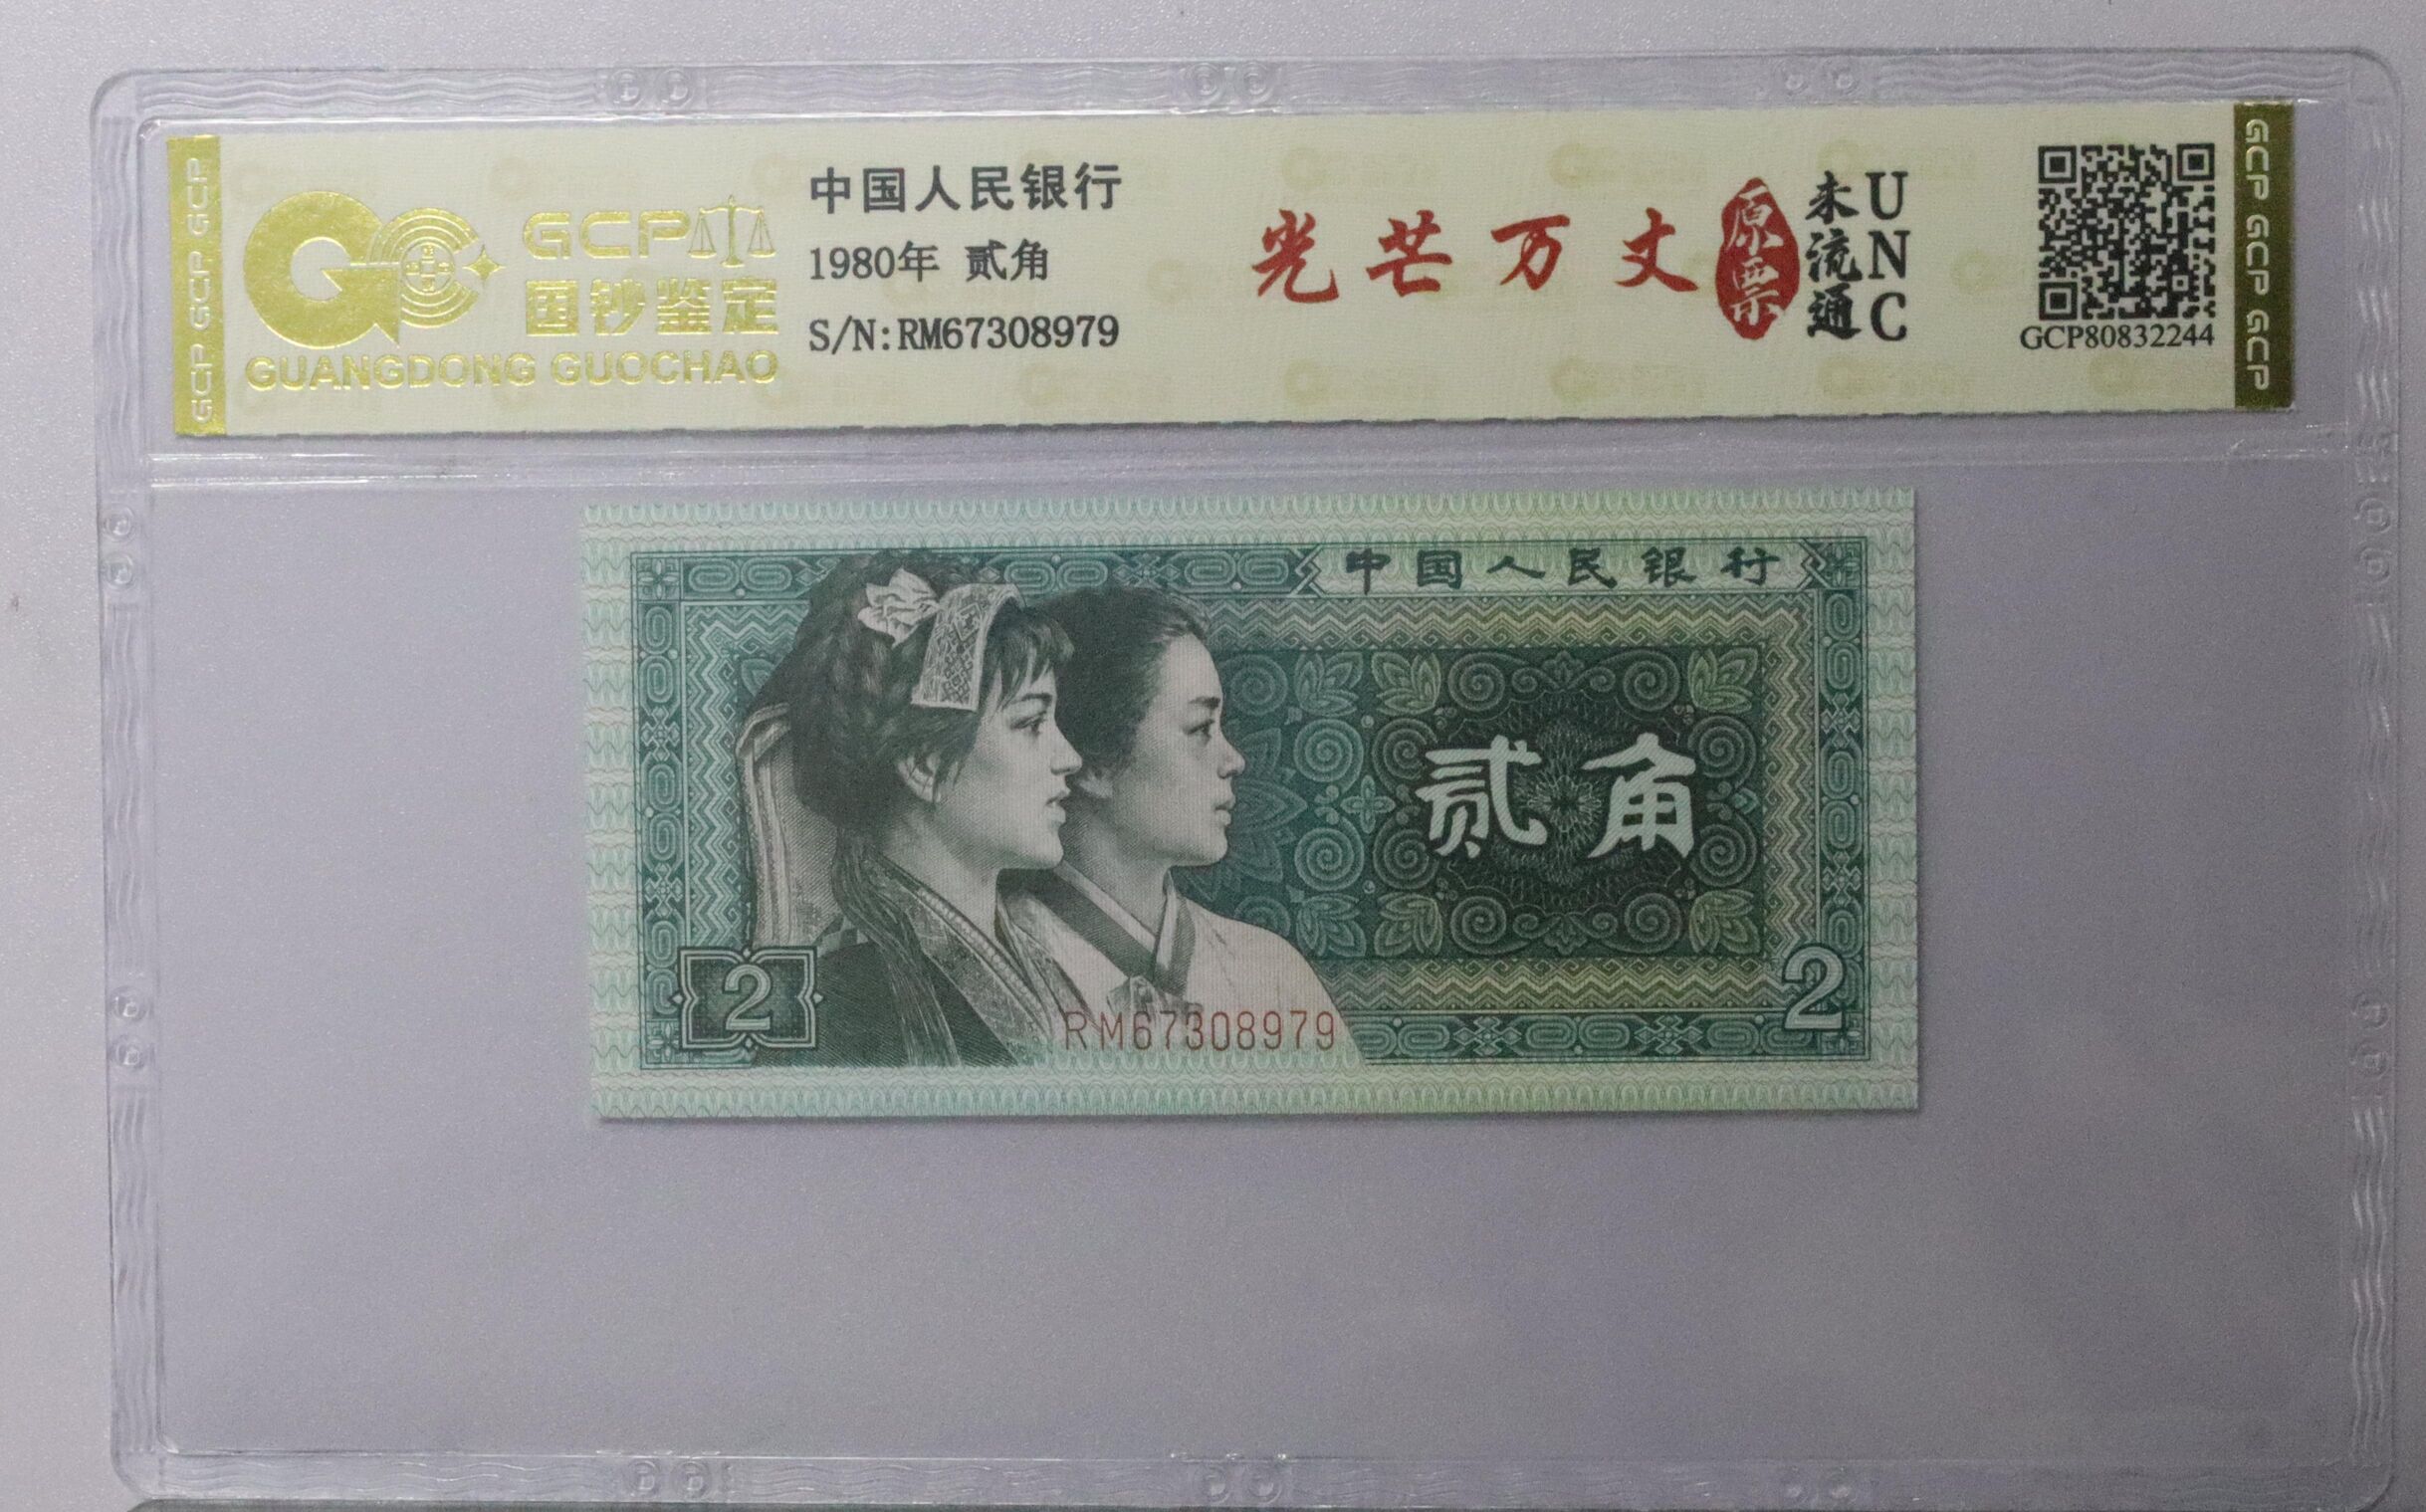 GCP GCP GCP
GCP
国钞鉴定
GUANGDONG GUOCHAO
中国人民银行
1980年 贰角
S/N:RM67308979
光芒万丈
原票
未流通
UNC
GCP80832244
GCP GCP GCP
中国人民银行
贰角
2
2
RM67308979